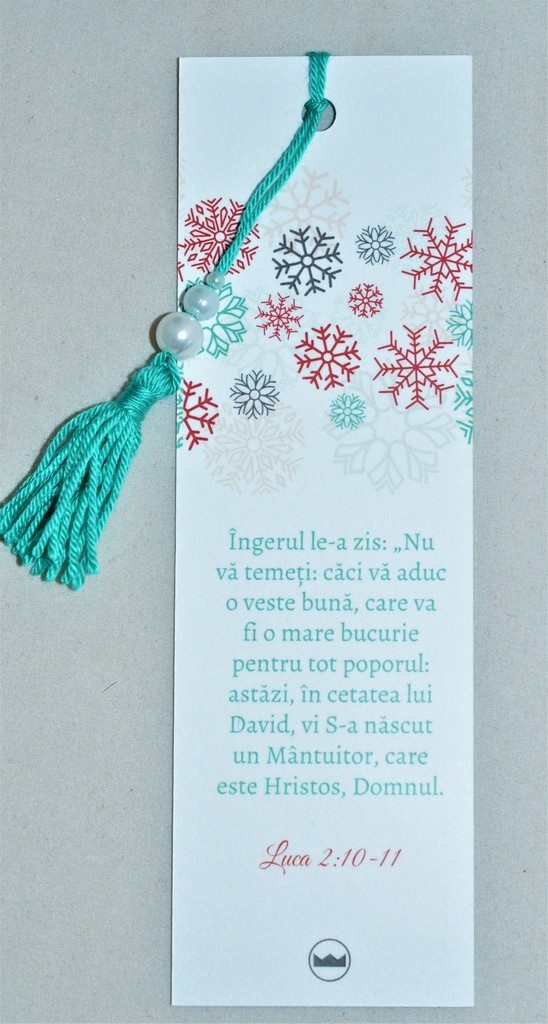 Îngerul le-a zis: „Nu
vă temeți: căci vă aduc
o veste bună, care va
fi o mare bucurie
pentru tot poporul:
astăzi, în cetatea lui
David, vi S-a născut
un Mântuitor, care
este Hristos, Domnul.
Luca 2:10-11